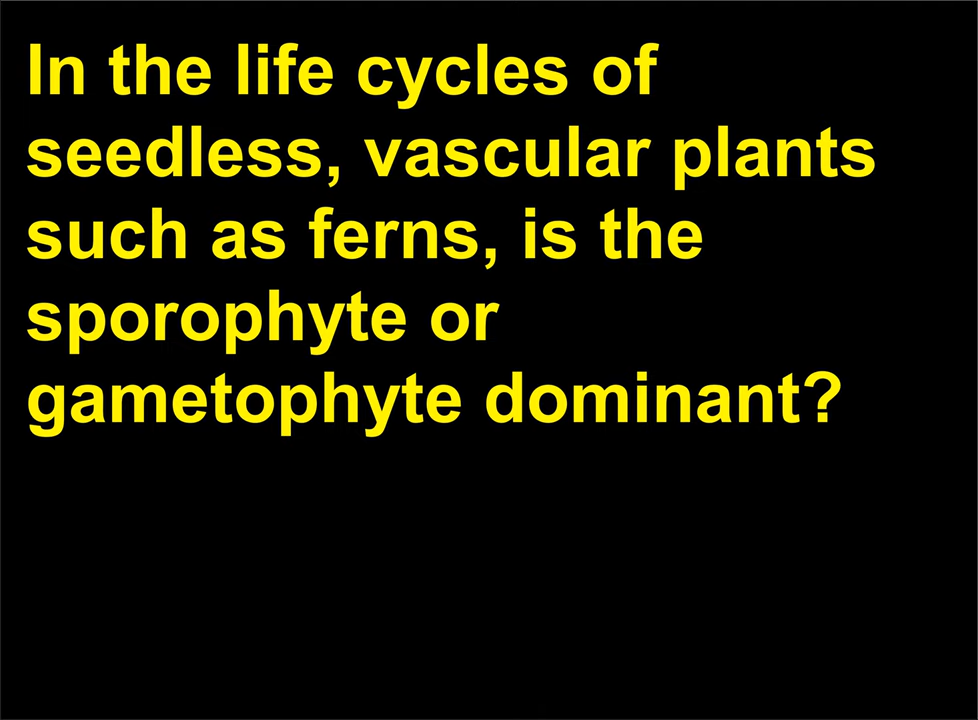 In the life cycles of
seedless, vascular plants
such as ferns, is the
sporophyte or
gametophyte dominant?